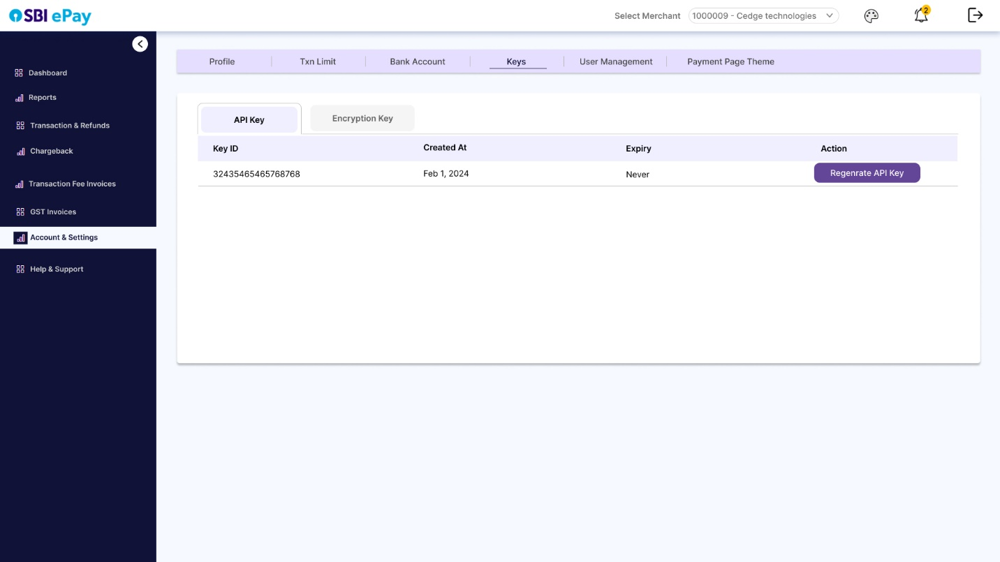 SBI ePay
Select Merchant
1000009 - Cedge technologies
2
Dashboard
Reports
Transaction & Refunds
Chargeback
Transaction Fee Invoices
GST Invoices
Account & Settings
Help & Support
Profile
Txn Limit
Bank Account
Keys
User Management
Payment Page Theme
API Key
Encryption Key
Key ID
Created At
Expiry
Action
32435465465768768
Feb 1, 2024
Never
Regenrate API Key